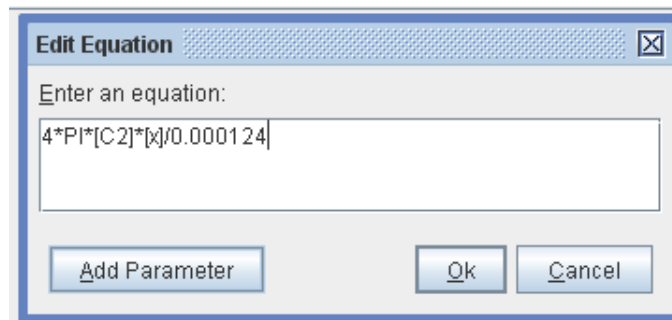 Edit Equation
Enter an equation:
4*PI*[C2]*[x]/0.000124
Add Parameter
Ok
Cancel